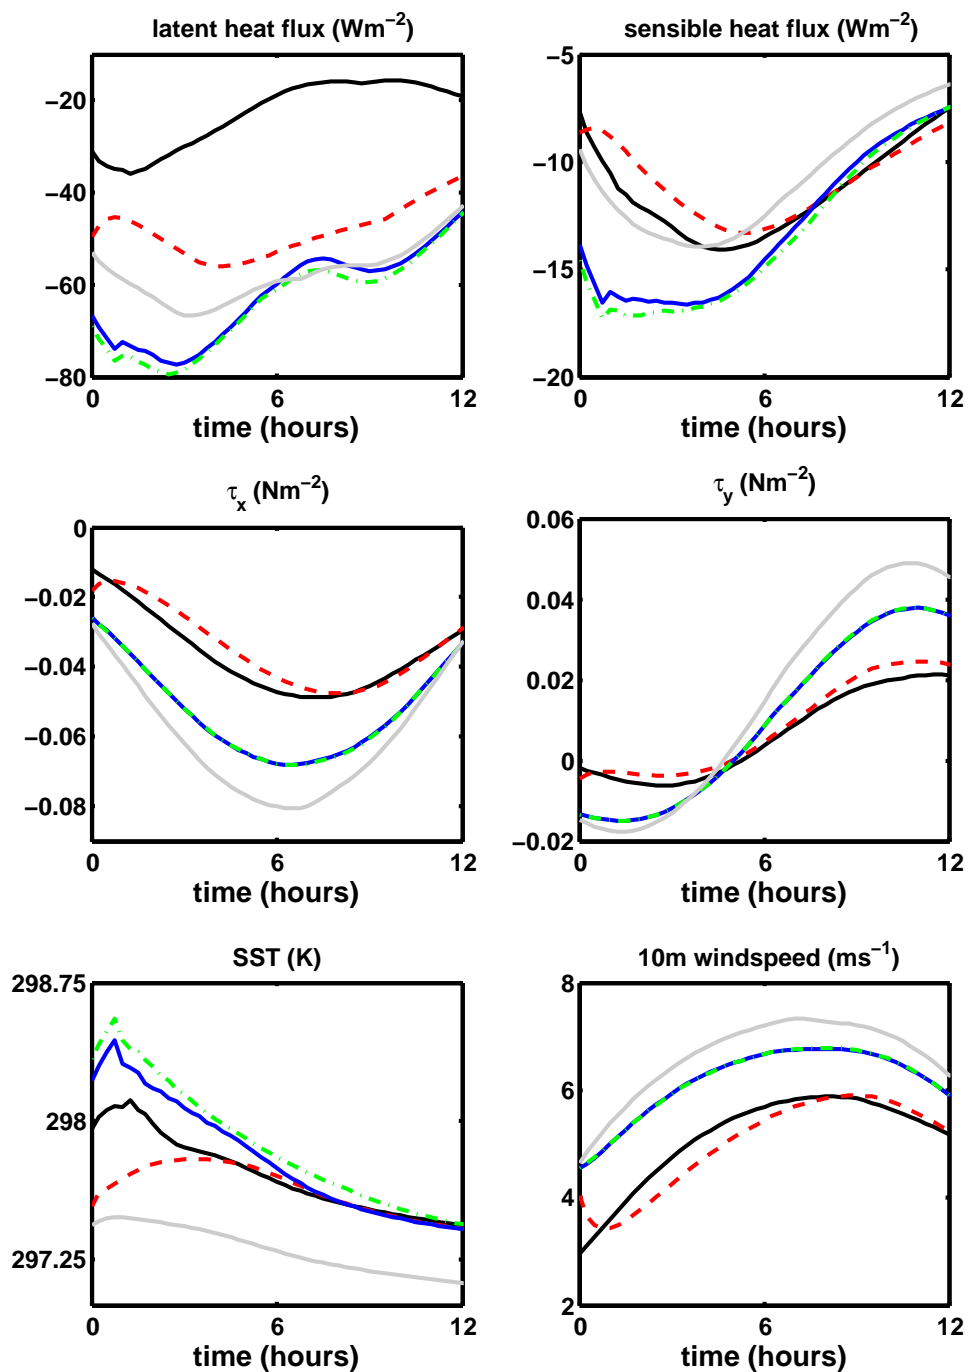 latent heat flux (Wm⁻²)
−20
−40
−60
−80
0 6 12
time (hours)
sensible heat flux (Wm⁻²)
−5
−10
−15
−20
0 6 12
time (hours)
τₓ (Nm⁻²)
0
−0.02
−0.04
−0.06
−0.08
0 6 12
time (hours)
τ_y (Nm⁻²)
0.06
0.04
0.02
0
−0.02
0 6 12
time (hours)
SST (K)
298.75
298
297.25
0 6 12
time (hours)
10m windspeed (ms⁻¹)
8
6
4
2
0 6 12
time (hours)